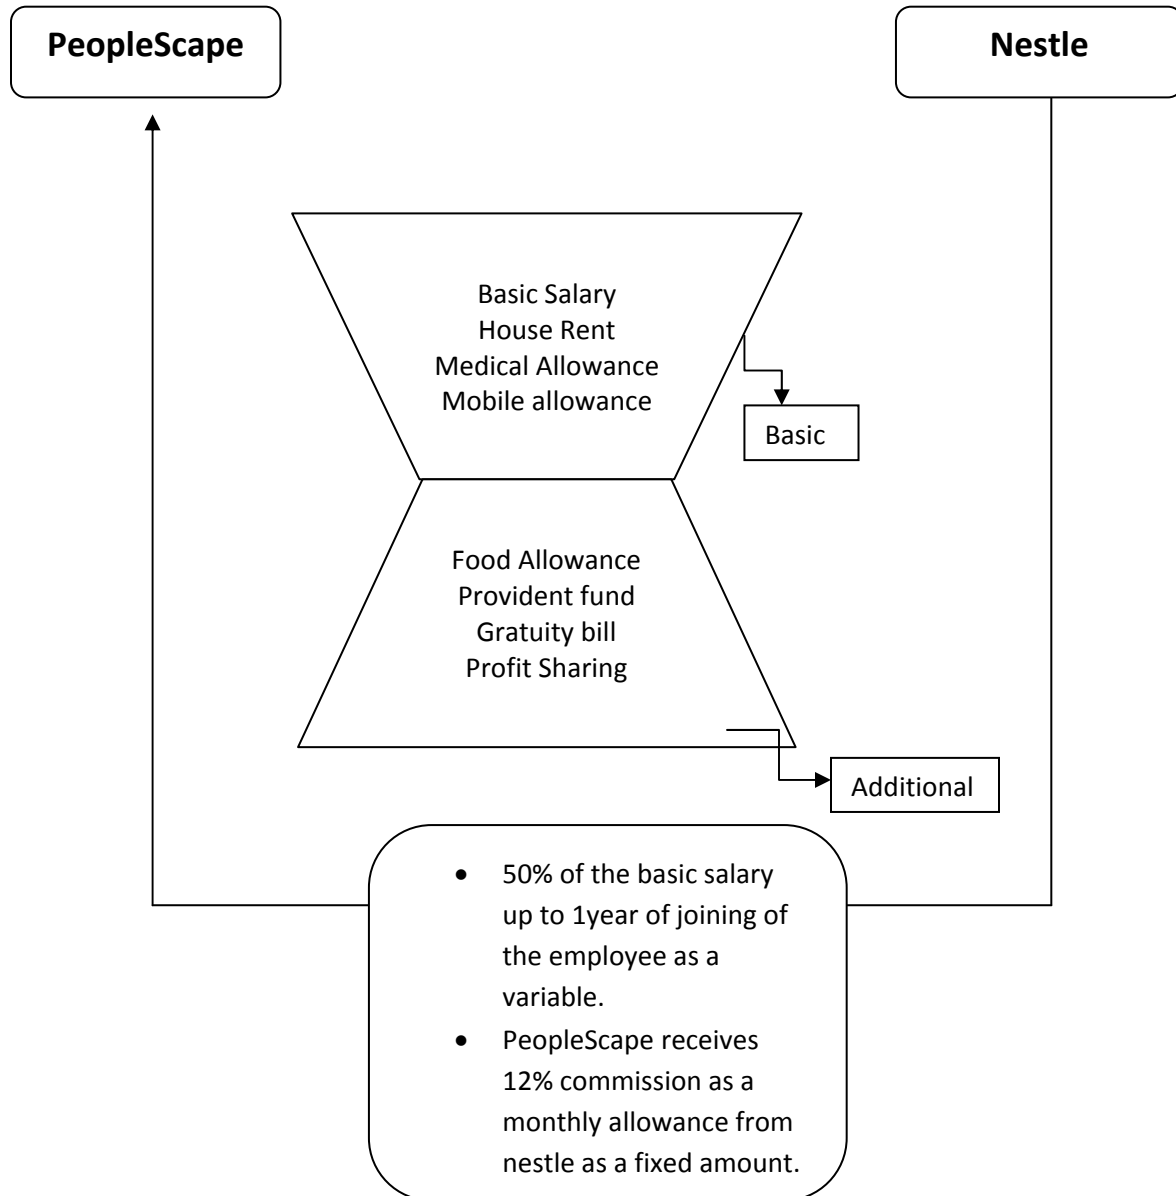 PeopleScape
Nestle
Basic Salary
House Rent
Medical Allowance
Mobile allowance
Basic
Food Allowance
Provident fund
Gratuity bill
Profit Sharing
Additional
• 50% of the basic salary
up to 1year of joining of
the employee as a
variable.
• PeopleScape receives
12% commission as a
monthly allowance from
nestle as a fixed amount.